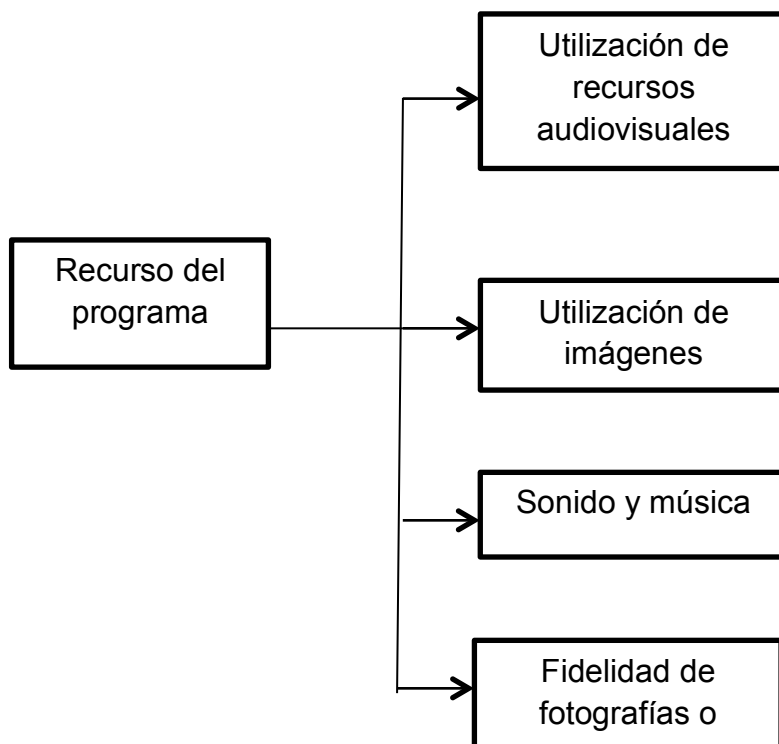 Utilización de
recursos
audiovisuales
Recurso del
programa
Utilización de
imágenes
Sonido y música
Fidelidad de
fotografías o